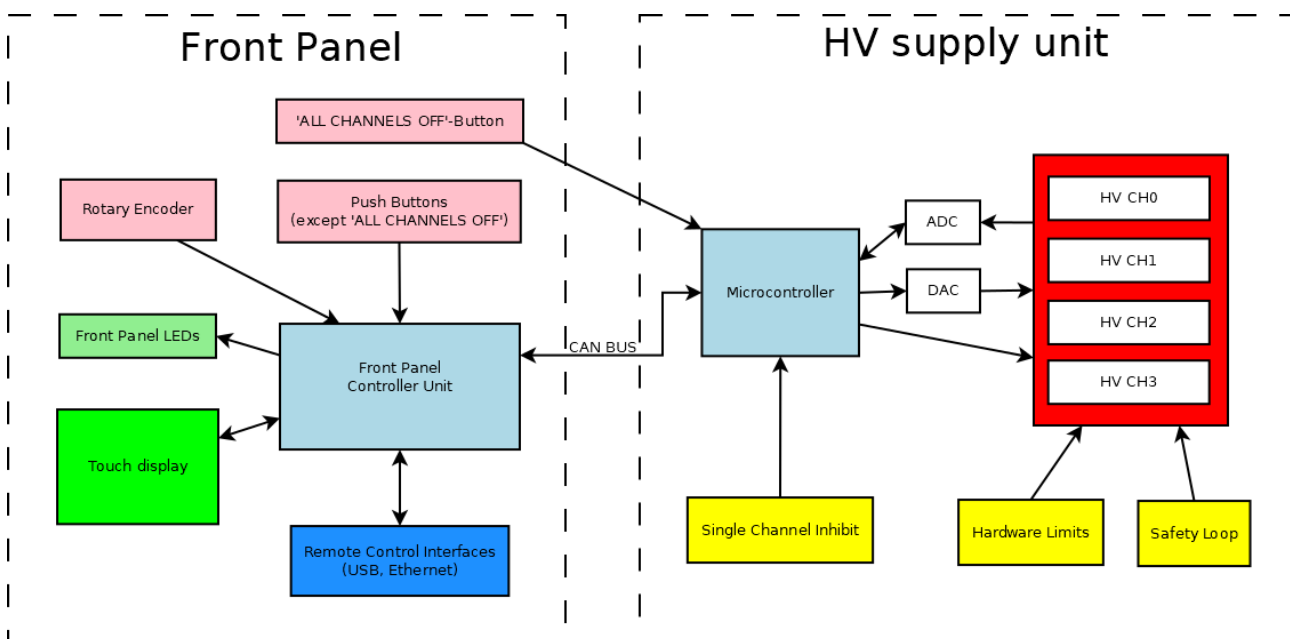 Front Panel
HV supply unit
'ALL CHANNELS OFF'-Button
Rotary Encoder
Push Buttons
(except 'ALL CHANNELS OFF')
Front Panel LEDs
Front Panel
Controller Unit
Touch display
Remote Control Interfaces
(USB, Ethernet)
CAN BUS
Microcontroller
ADC
DAC
HV CH0
HV CH1
HV CH2
HV CH3
Single Channel Inhibit
Hardware Limits
Safety Loop